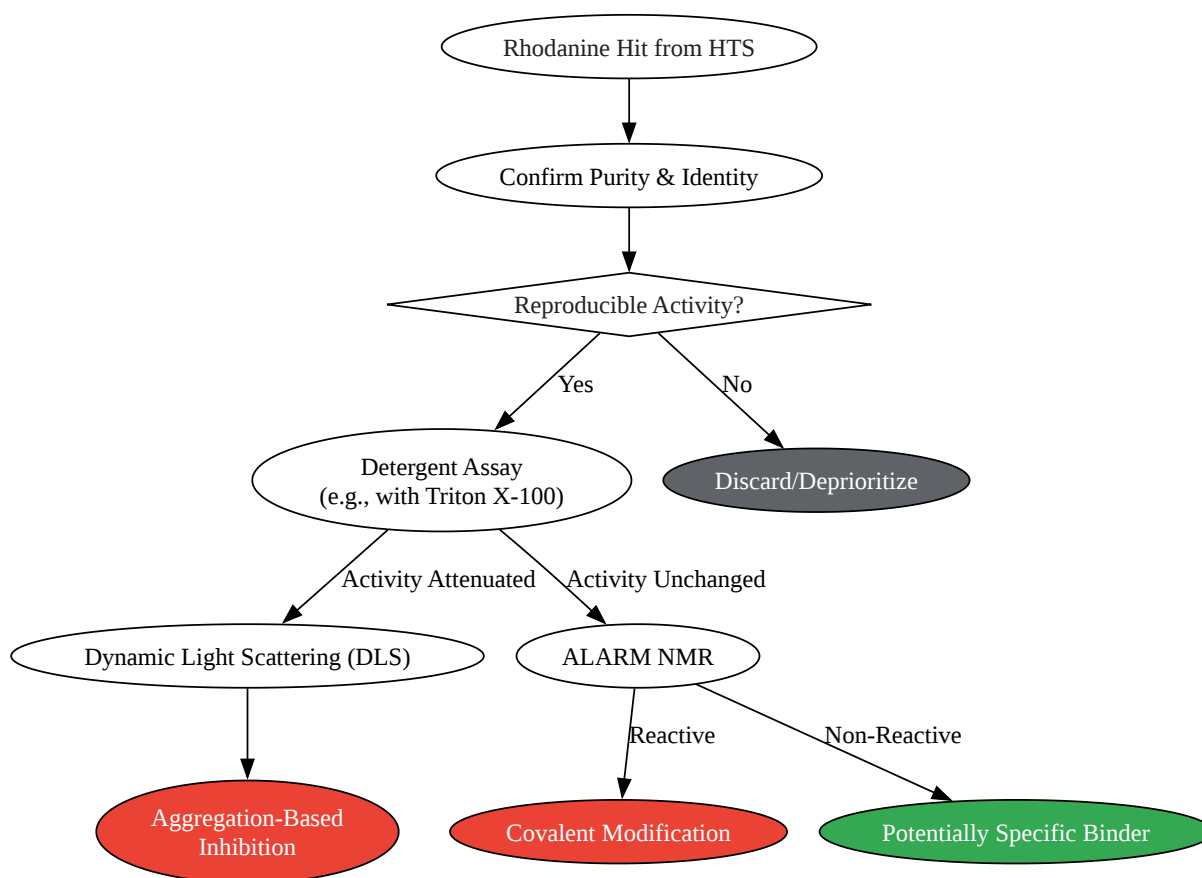 Rhodanine Hit from HTS
Confirm Purity & Identity
Reproducible Activity?
Yes
No
Detergent Assay
(e.g., with Triton X-100)
Discard/Deprioritize
Activity Attenuated
Activity Unchanged
Dynamic Light Scattering (DLS)
ALARM NMR
Reactive
Non-Reactive
Aggregation-Based
Inhibition
Covalent Modification
Potentially Specific Binder